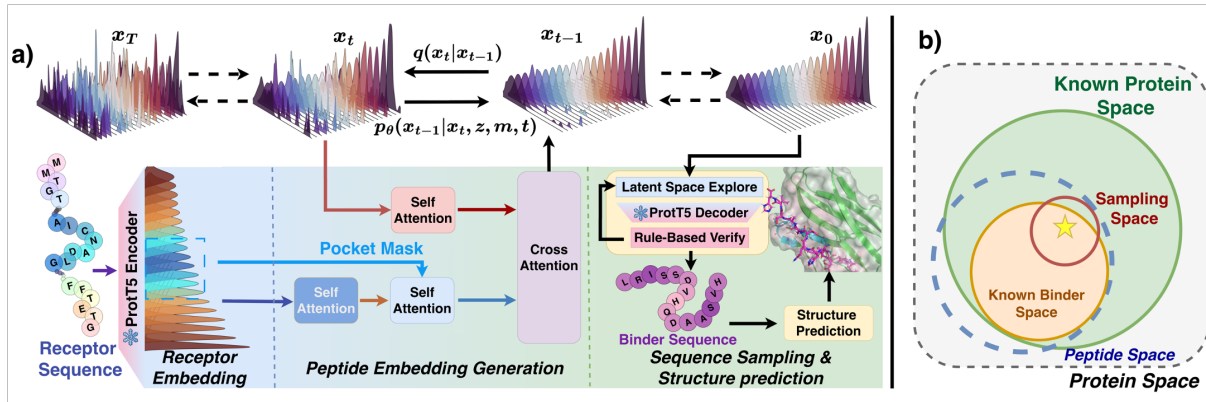 a)
x_T
x_t
q(x_t|x_{t-1})
x_{t-1}
x_0
p_θ(x_{t-1}|x_t, z, m, t)
M
M
T
G
T
T
A
I
C
N
A
D
L
G
F
F
T
T
E
G
Receptor
Sequence
ProtT5 Encoder
Receptor
Embedding
Pocket Mask
Self
Attention
Self
Attention
Self
Attention
Cross
Attention
Peptide Embedding Generation
Latent Space Explore
ProtT5 Decoder
Rule-Based Verify
L R I S S D
V
H
Q
D A A S V H
Binder Sequence
Structure
Prediction
Sequence Sampling &
Structure prediction
b)
Known Protein
Space
Sampling
Space
Known Binder
Space
Peptide Space
Protein Space